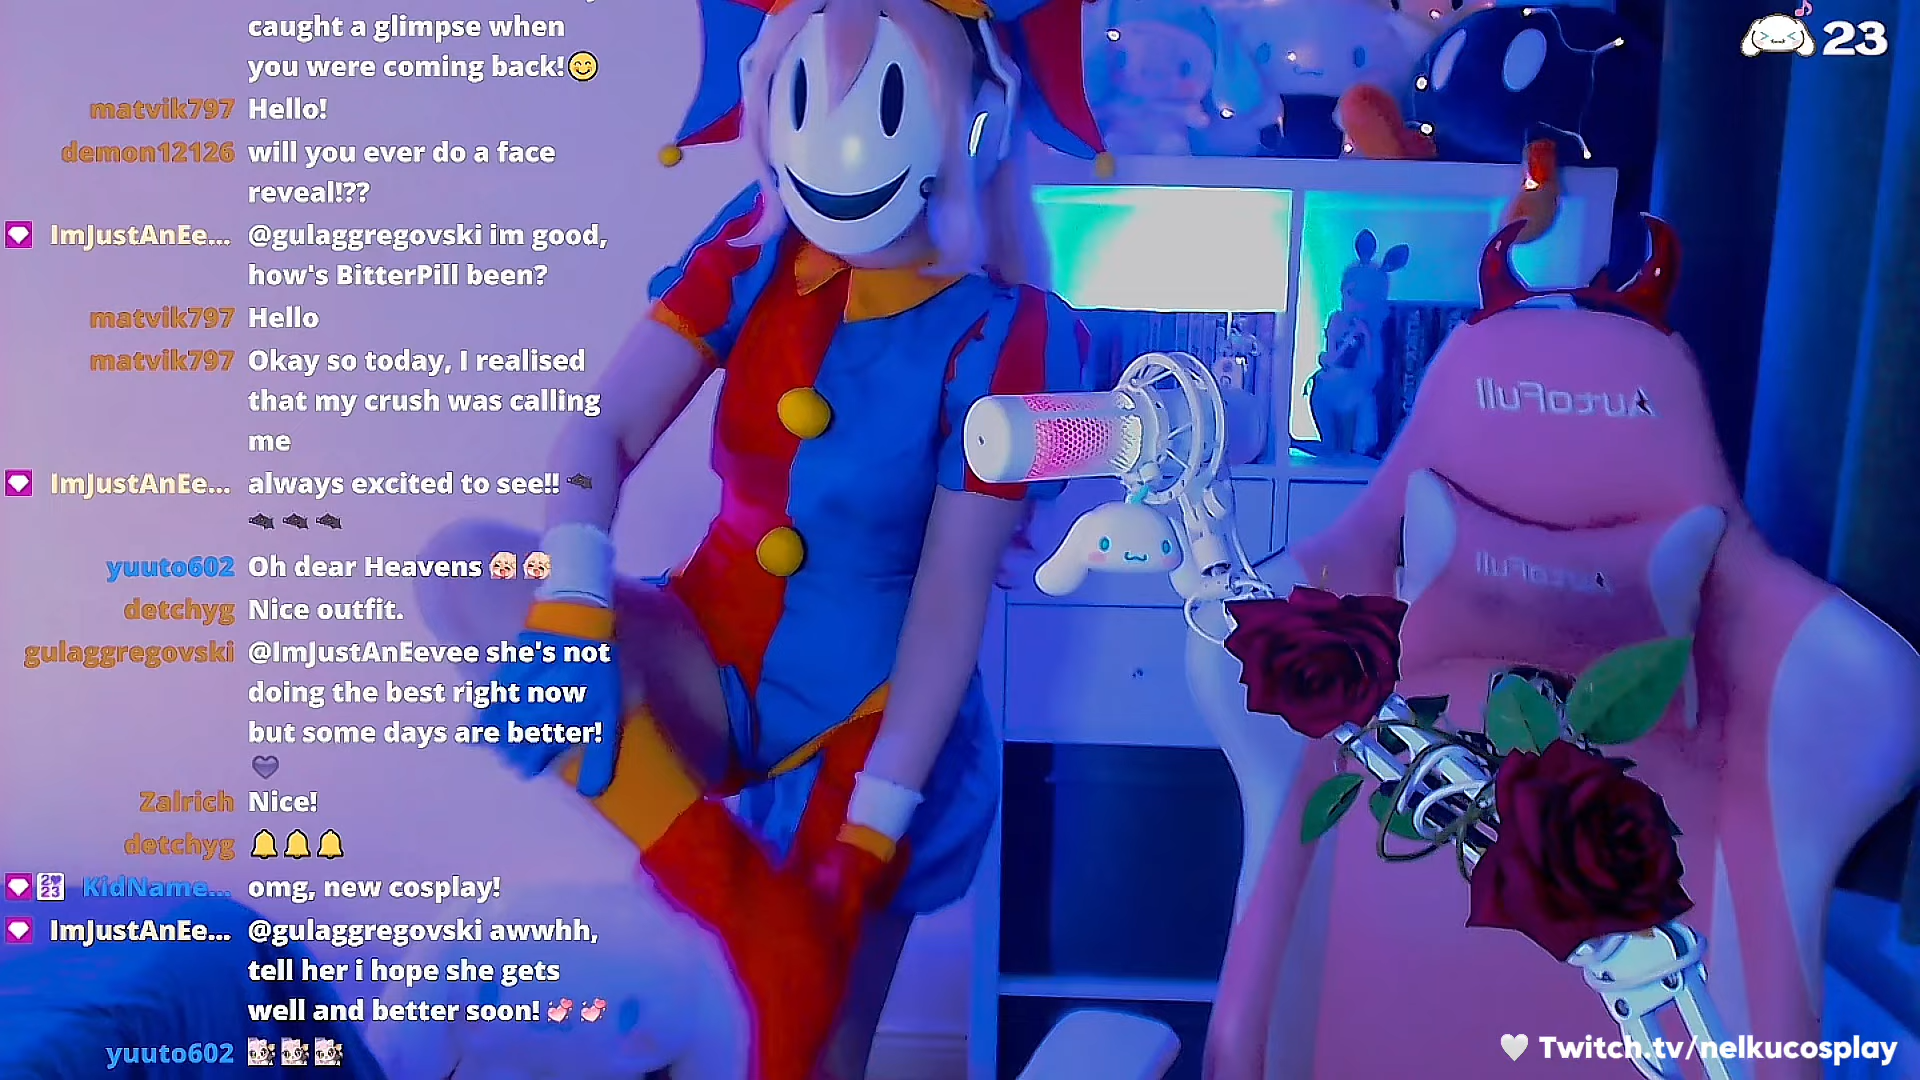 caught a glimpse when
you were coming back!😊
matvik797 Hello!
demon12126 will you ever do a face
reveal!??
ImJustAnEe... @gulaggregovski im good,
how's BitterPill been?
matvik797 Hello
matvik797 Okay so today, I realised
that my crush was calling
me
ImJustAnEe... always excited to see!!
yuuto602 Oh dear Heavens
detchyg Nice outfit.
gulaggregovski @ImJustAnEevee she's not
doing the best right now
but some days are better!
Zalrich Nice!
detchyg 🔔🔔🔔
KidName... omg, new cosplay!
ImJustAnEe... @gulaggregovski awwhh,
tell her i hope she gets
well and better soon! 💞 💞
yuuto602
23
AutoFull
AutoFull
🤍 Twitch.tv/nelkucosplay